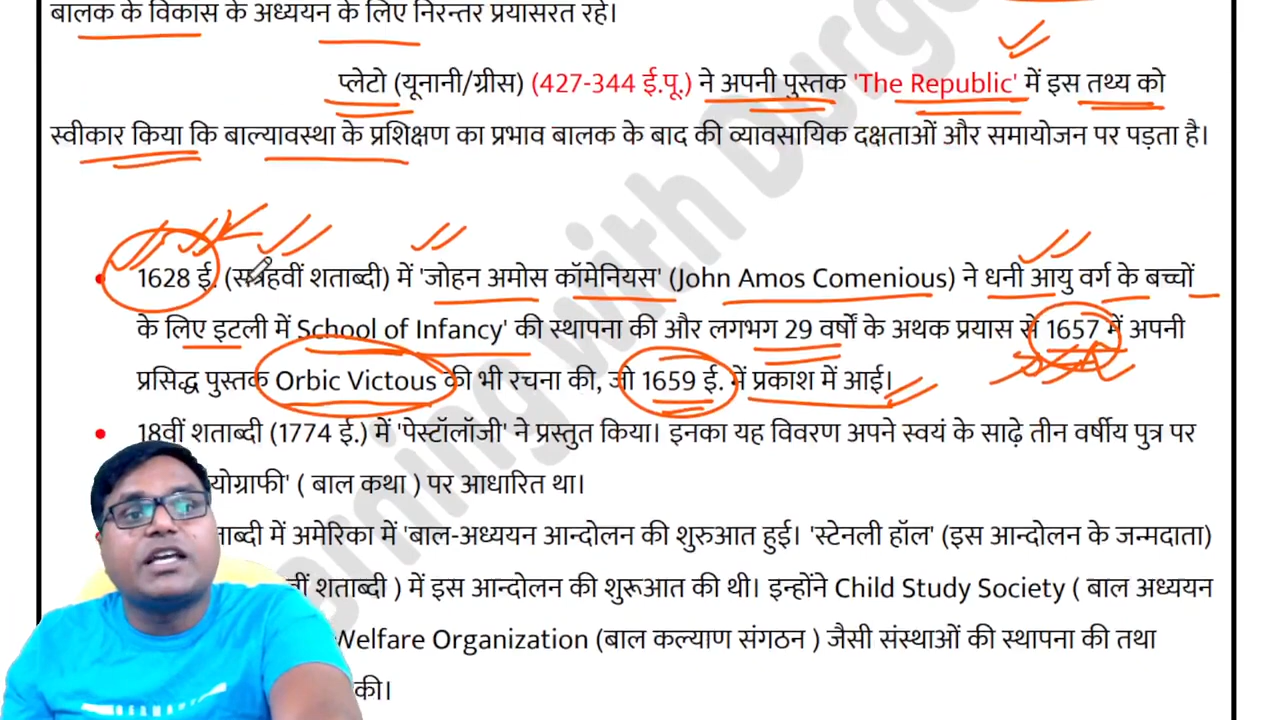 बालक के विकास के अध्ययन के लिए निरन्तर प्रयासरत रहे।
प्लेटो (यूनानी/ग्रीस) (427-344 ई.पू.) ने अपनी पुस्तक 'The Republic' में इस तथ्य को
स्वीकार किया कि बाल्यावस्था के प्रशिक्षण का प्रभाव बालक के बाद की व्यावसायिक दक्षताओं और समायोजन पर पड़ता है।
• 1628 ई. (सत्रहवीं शताब्दी) में 'जोहन अमोस कॉमेनियस' (John Amos Comenious) ने धनी आयु वर्ग के बच्चों
के लिए इटली में School of Infancy' की स्थापना की और लगभग 29 वर्षों के अथक प्रयास से 1657 में अपनी
प्रसिद्ध पुस्तक Orbic Victous की भी रचना की, जो 1659 ई. में प्रकाश में आई।
• 18वीं शताब्दी (1774 ई.) में 'पेस्टॉलॉजी' ने प्रस्तुत किया। इनका यह विवरण अपने स्वयं के साढ़े तीन वर्षीय पुत्र पर
योग्राफी' ( बाल कथा ) पर आधारित था।
ताब्दी में अमेरिका में 'बाल-अध्ययन आन्दोलन की शुरुआत हुई। 'स्टेनली हॉल' (इस आन्दोलन के जन्मदाता)
वीं शताब्दी ) में इस आन्दोलन की शुरूआत की थी। इन्होंने Child Study Society ( बाल अध्ययन
Welfare Organization (बाल कल्याण संगठन ) जैसी संस्थाओं की स्थापना की तथा
की।